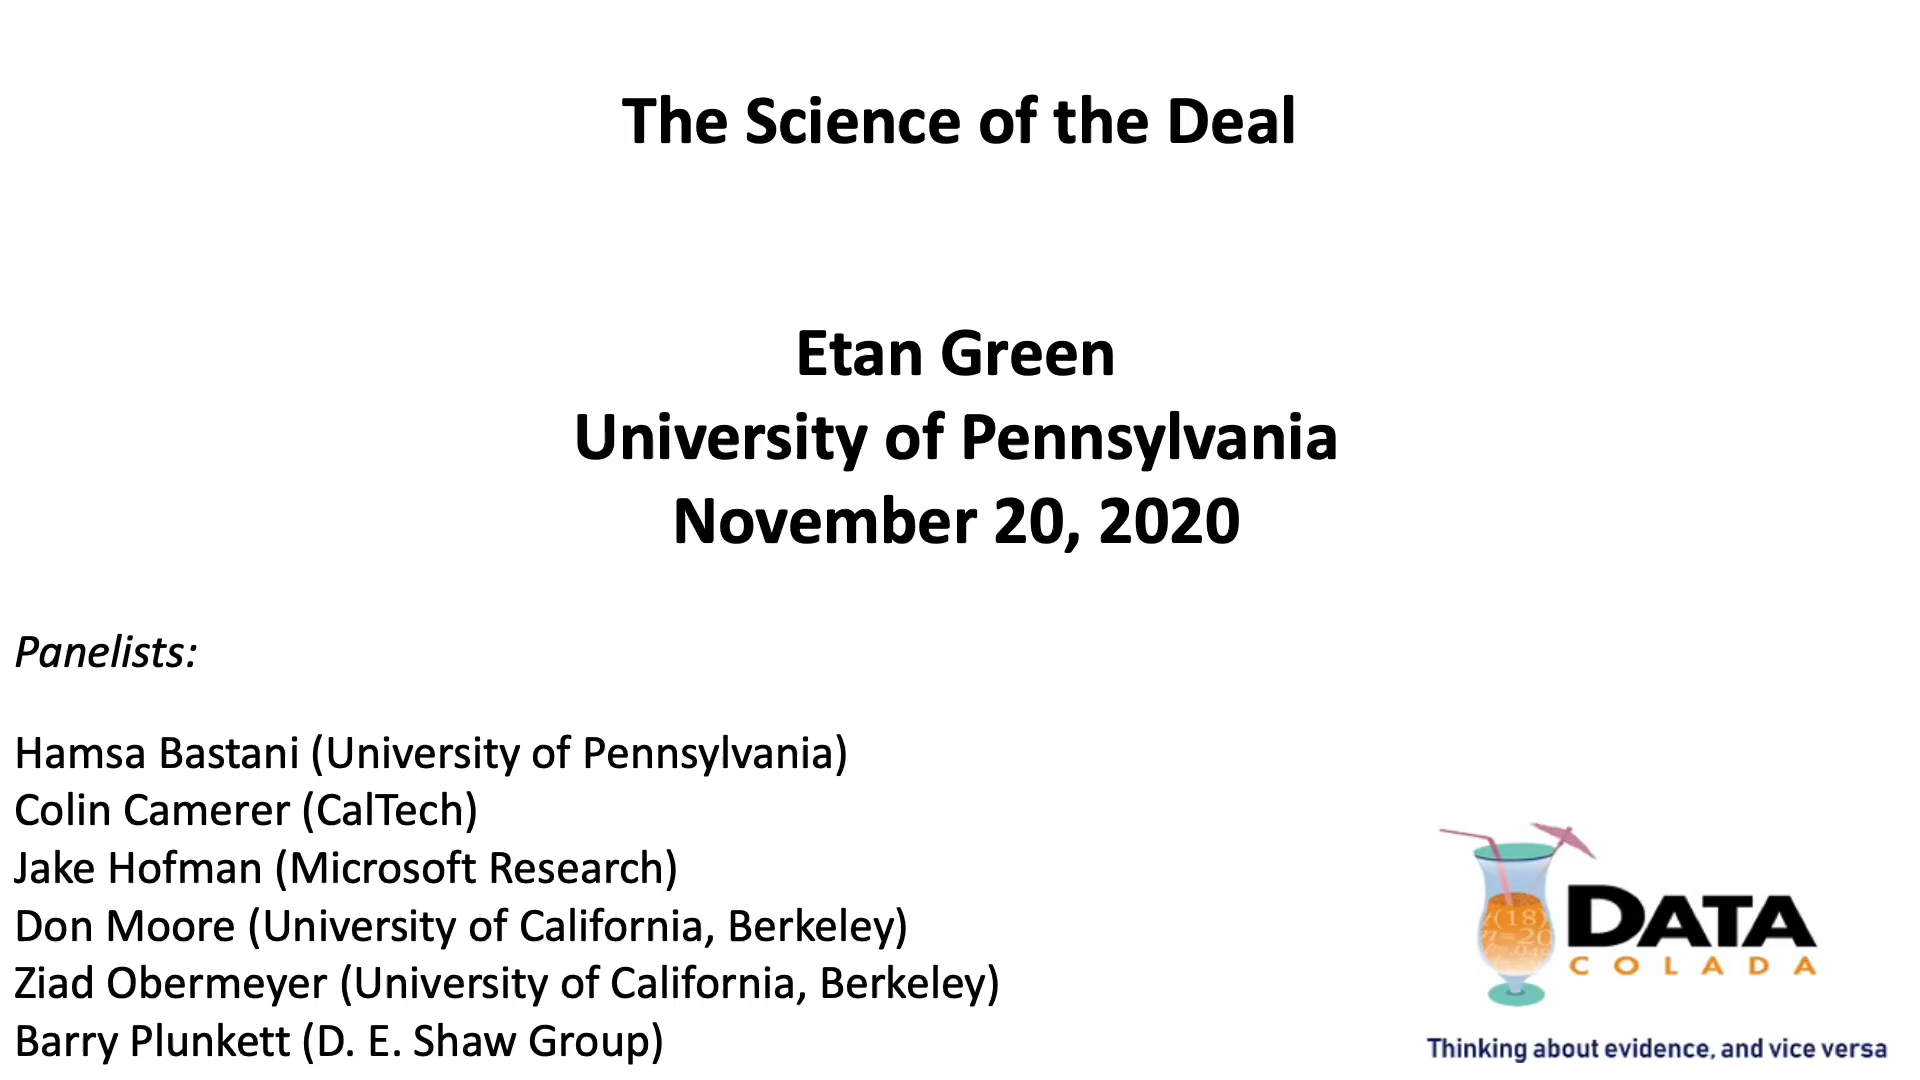 The Science of the Deal
Etan Green
University of Pennsylvania
November 20, 2020
Panelists:
Hamsa Bastani (University of Pennsylvania)
Colin Camerer (CalTech)
Jake Hofman (Microsoft Research)
Don Moore (University of California, Berkeley)
Ziad Obermeyer (University of California, Berkeley)
Barry Plunkett (D. E. Shaw Group)
DATA
COLADA
Thinking about evidence, and vice versa